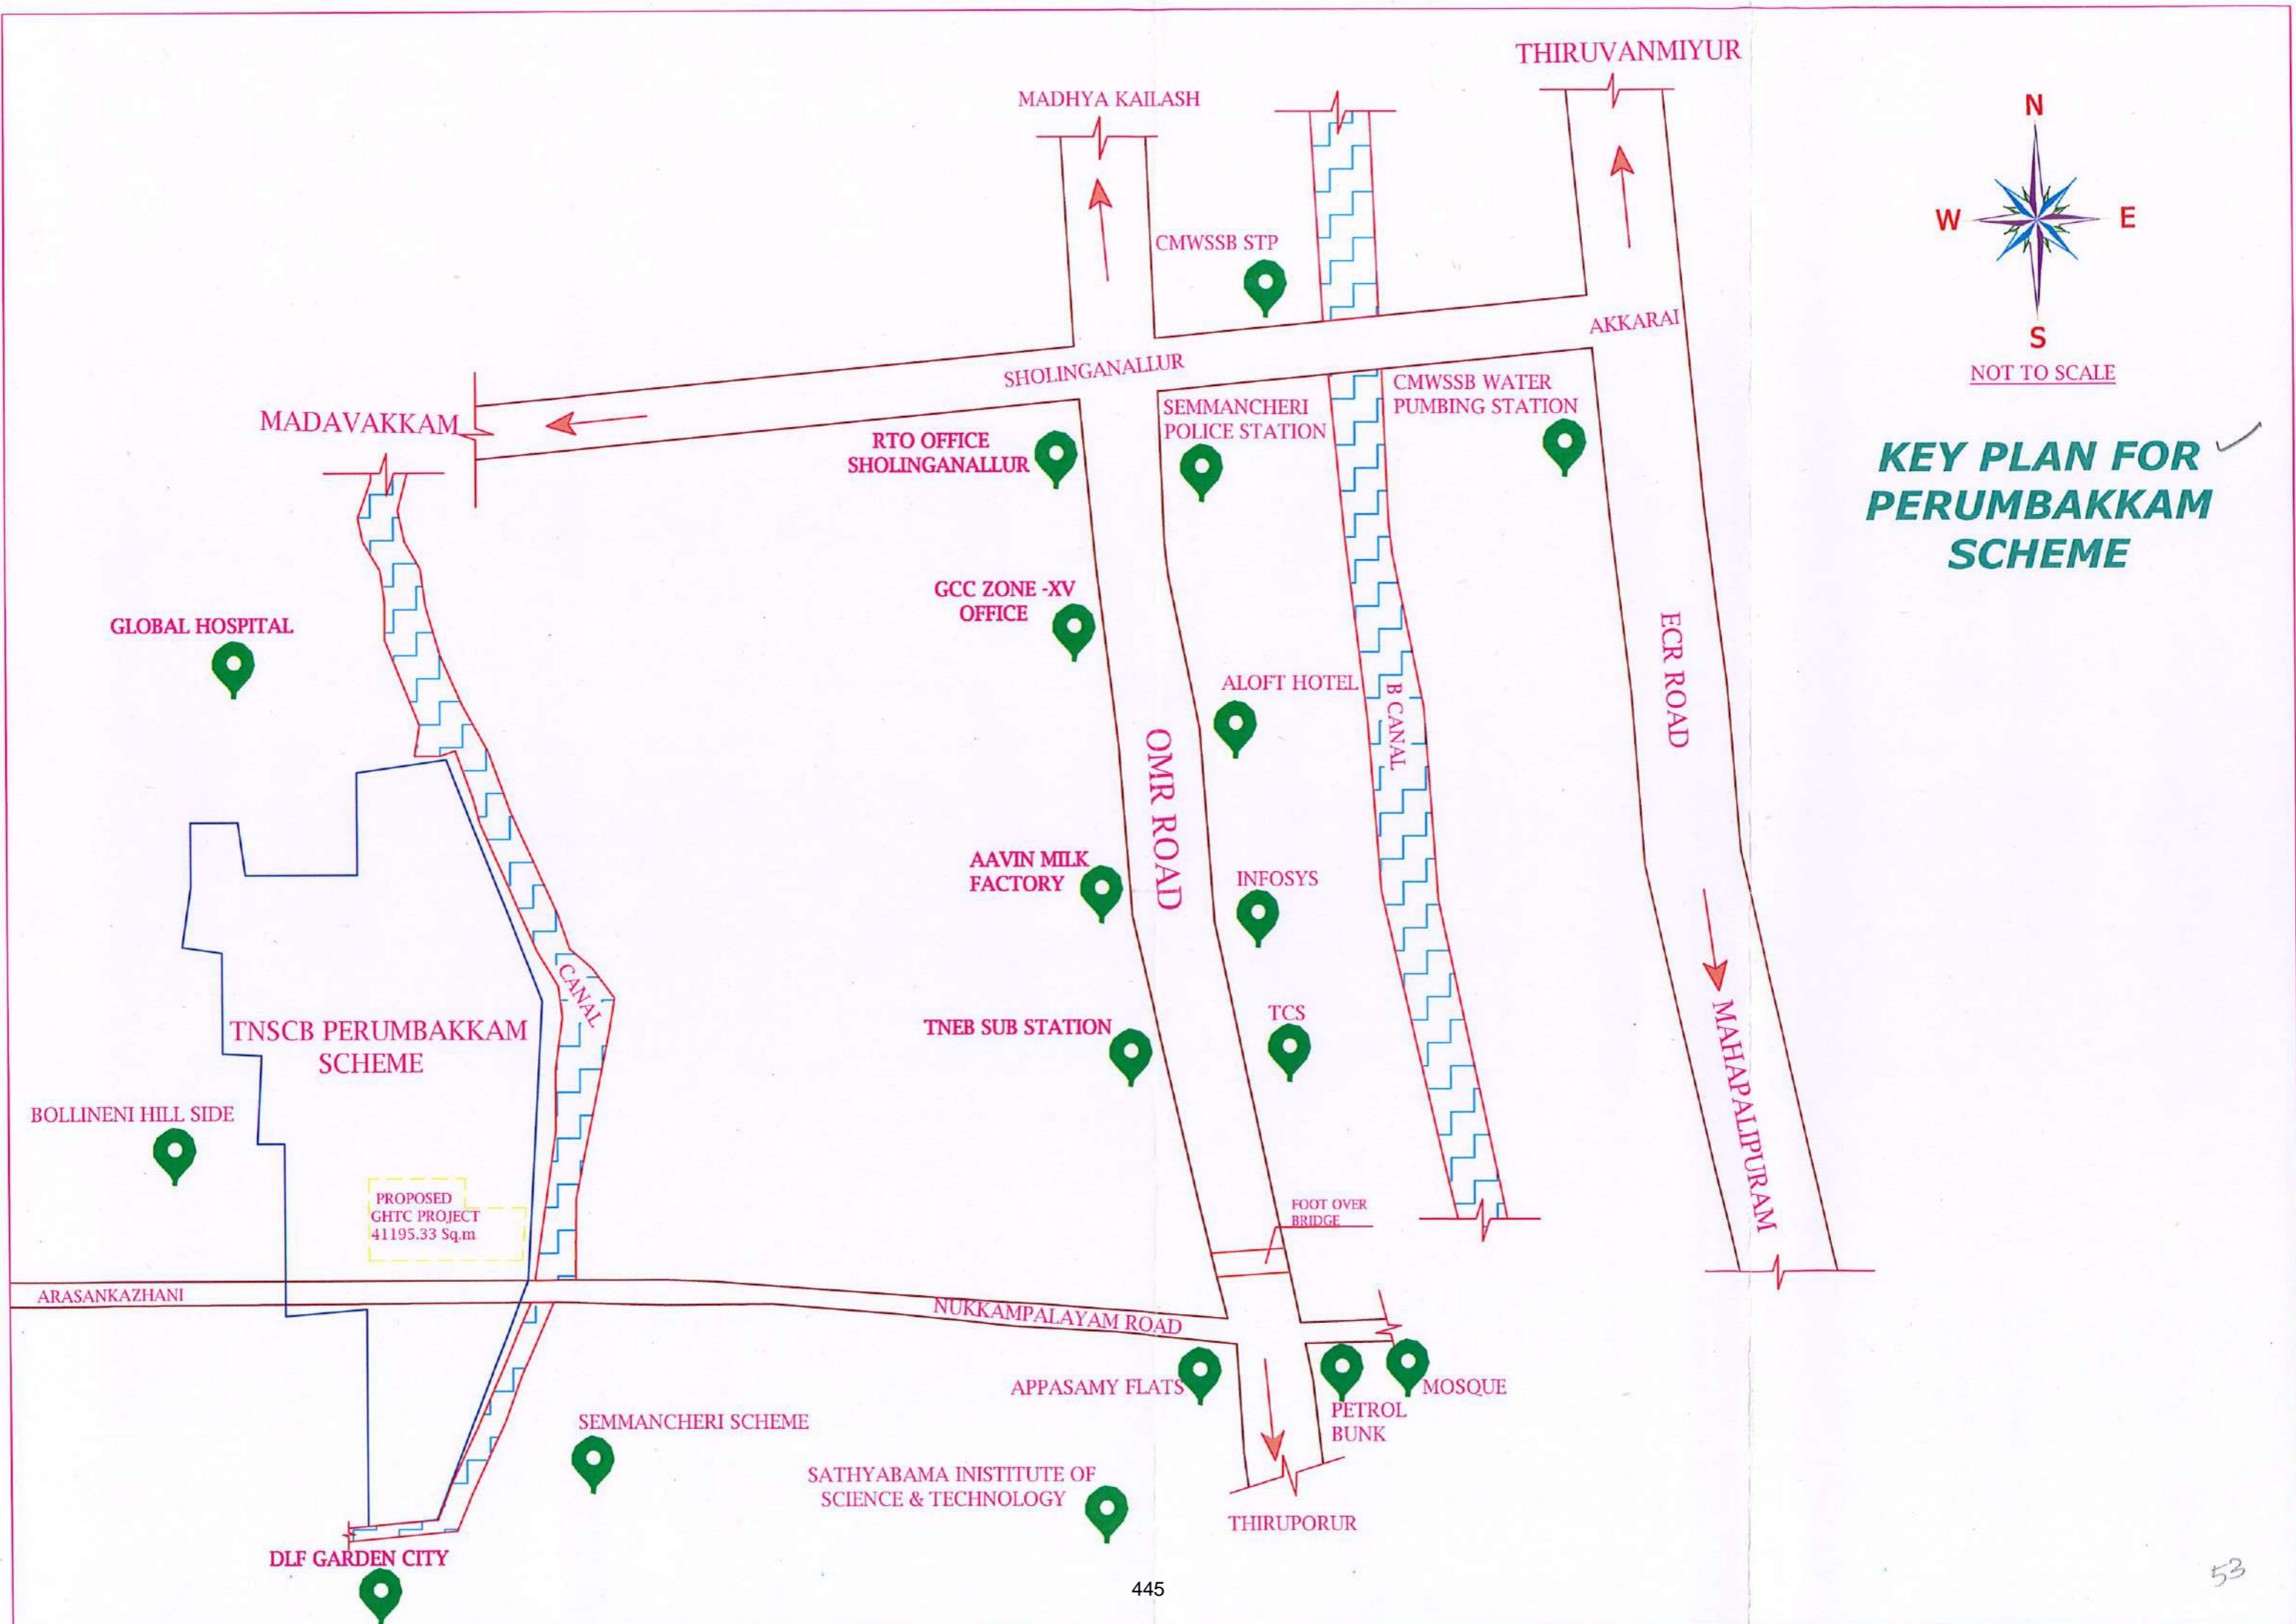 THIRUVANMIYUR
MADHYA KAILASH
N
W
E
S
NOT TO SCALE
CMWSSB STP
AKKARAI
SHOLINGANALLUR
MADAVAKKAM
CMWSSB WATER
PUMBING STATION
SEMMANCHERI
POLICE STATION
RTO OFFICE
SHOLINGANALLUR
KEY PLAN FOR
PERUMBAKKAM
SCHEME
GCC ZONE -XV
OFFICE
GLOBAL HOSPITAL
ECR ROAD
ALOFT HOTEL
B CANAL
OMR ROAD
AAVIN MILK
FACTORY
INFOSYS
CANAL
TNSCB PERUMBAKKAM
SCHEME
TNEB SUB STATION
TCS
MAHAPALIPURAM
BOLLINENI HILL SIDE
PROPOSED
GHTC PROJECT
41195.33 Sq.m
FOOT OVER
BRIDGE
ARASANKAZHANI
NUKKAMPALAYAM ROAD
APPASAMY FLATS
MOSQUE
PETROL
BUNK
SEMMANCHERI SCHEME
SATHYABAMA INISTITUTE OF
SCIENCE & TECHNOLOGY
THIRUPORUR
DLF GARDEN CITY
445
53